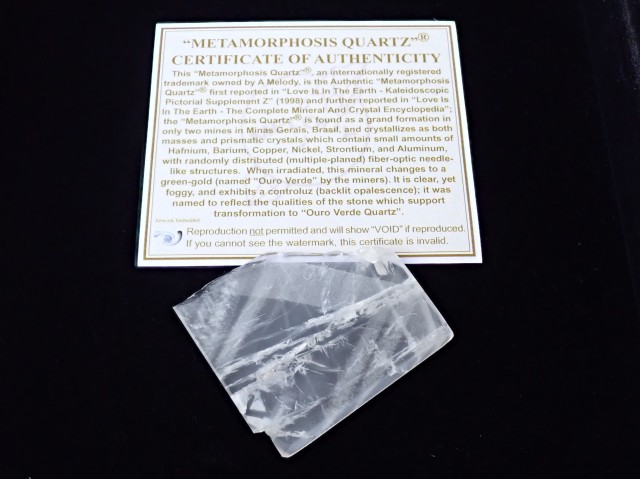 “METAMORPHOSIS QUARTZ”®
CERTIFICATE OF AUTHENTICITY
This “Metamorphosis Quartz”®, an internationally registered
trademark owned by A Melody, is the Authentic “Metamorphosis
Quartz”® first reported in “Love Is In The Earth - Kaleidoscopic
Pictorial Supplement Z” (1998) and further reported in “Love Is
In The Earth - The Complete Mineral And Crystal Encyclopedia”;
the “Metamorphosis Quartz”® is found as a grand formation in
only two mines in Minas Gerais, Brasil, and crystallizes as both
masses and prismatic crystals which contain small amounts of
Hafnium, Barium, Copper, Nickel, Strontium, and Aluminum,
with randomly distributed (multiple-planed) fiber-optic needle-
like structures. When irradiated, this mineral changes to a
green-gold (named “Ouro Verde” by the miners). It is clear, yet
foggy, and exhibits a controluz (backlit opalescence); it was
named to reflect the qualities of the stone which support
transformation to “Ouro Verde Quartz”.
Reproduction not permitted and will show “VOID” if reproduced.
If you cannot see the watermark, this certificate is invalid.